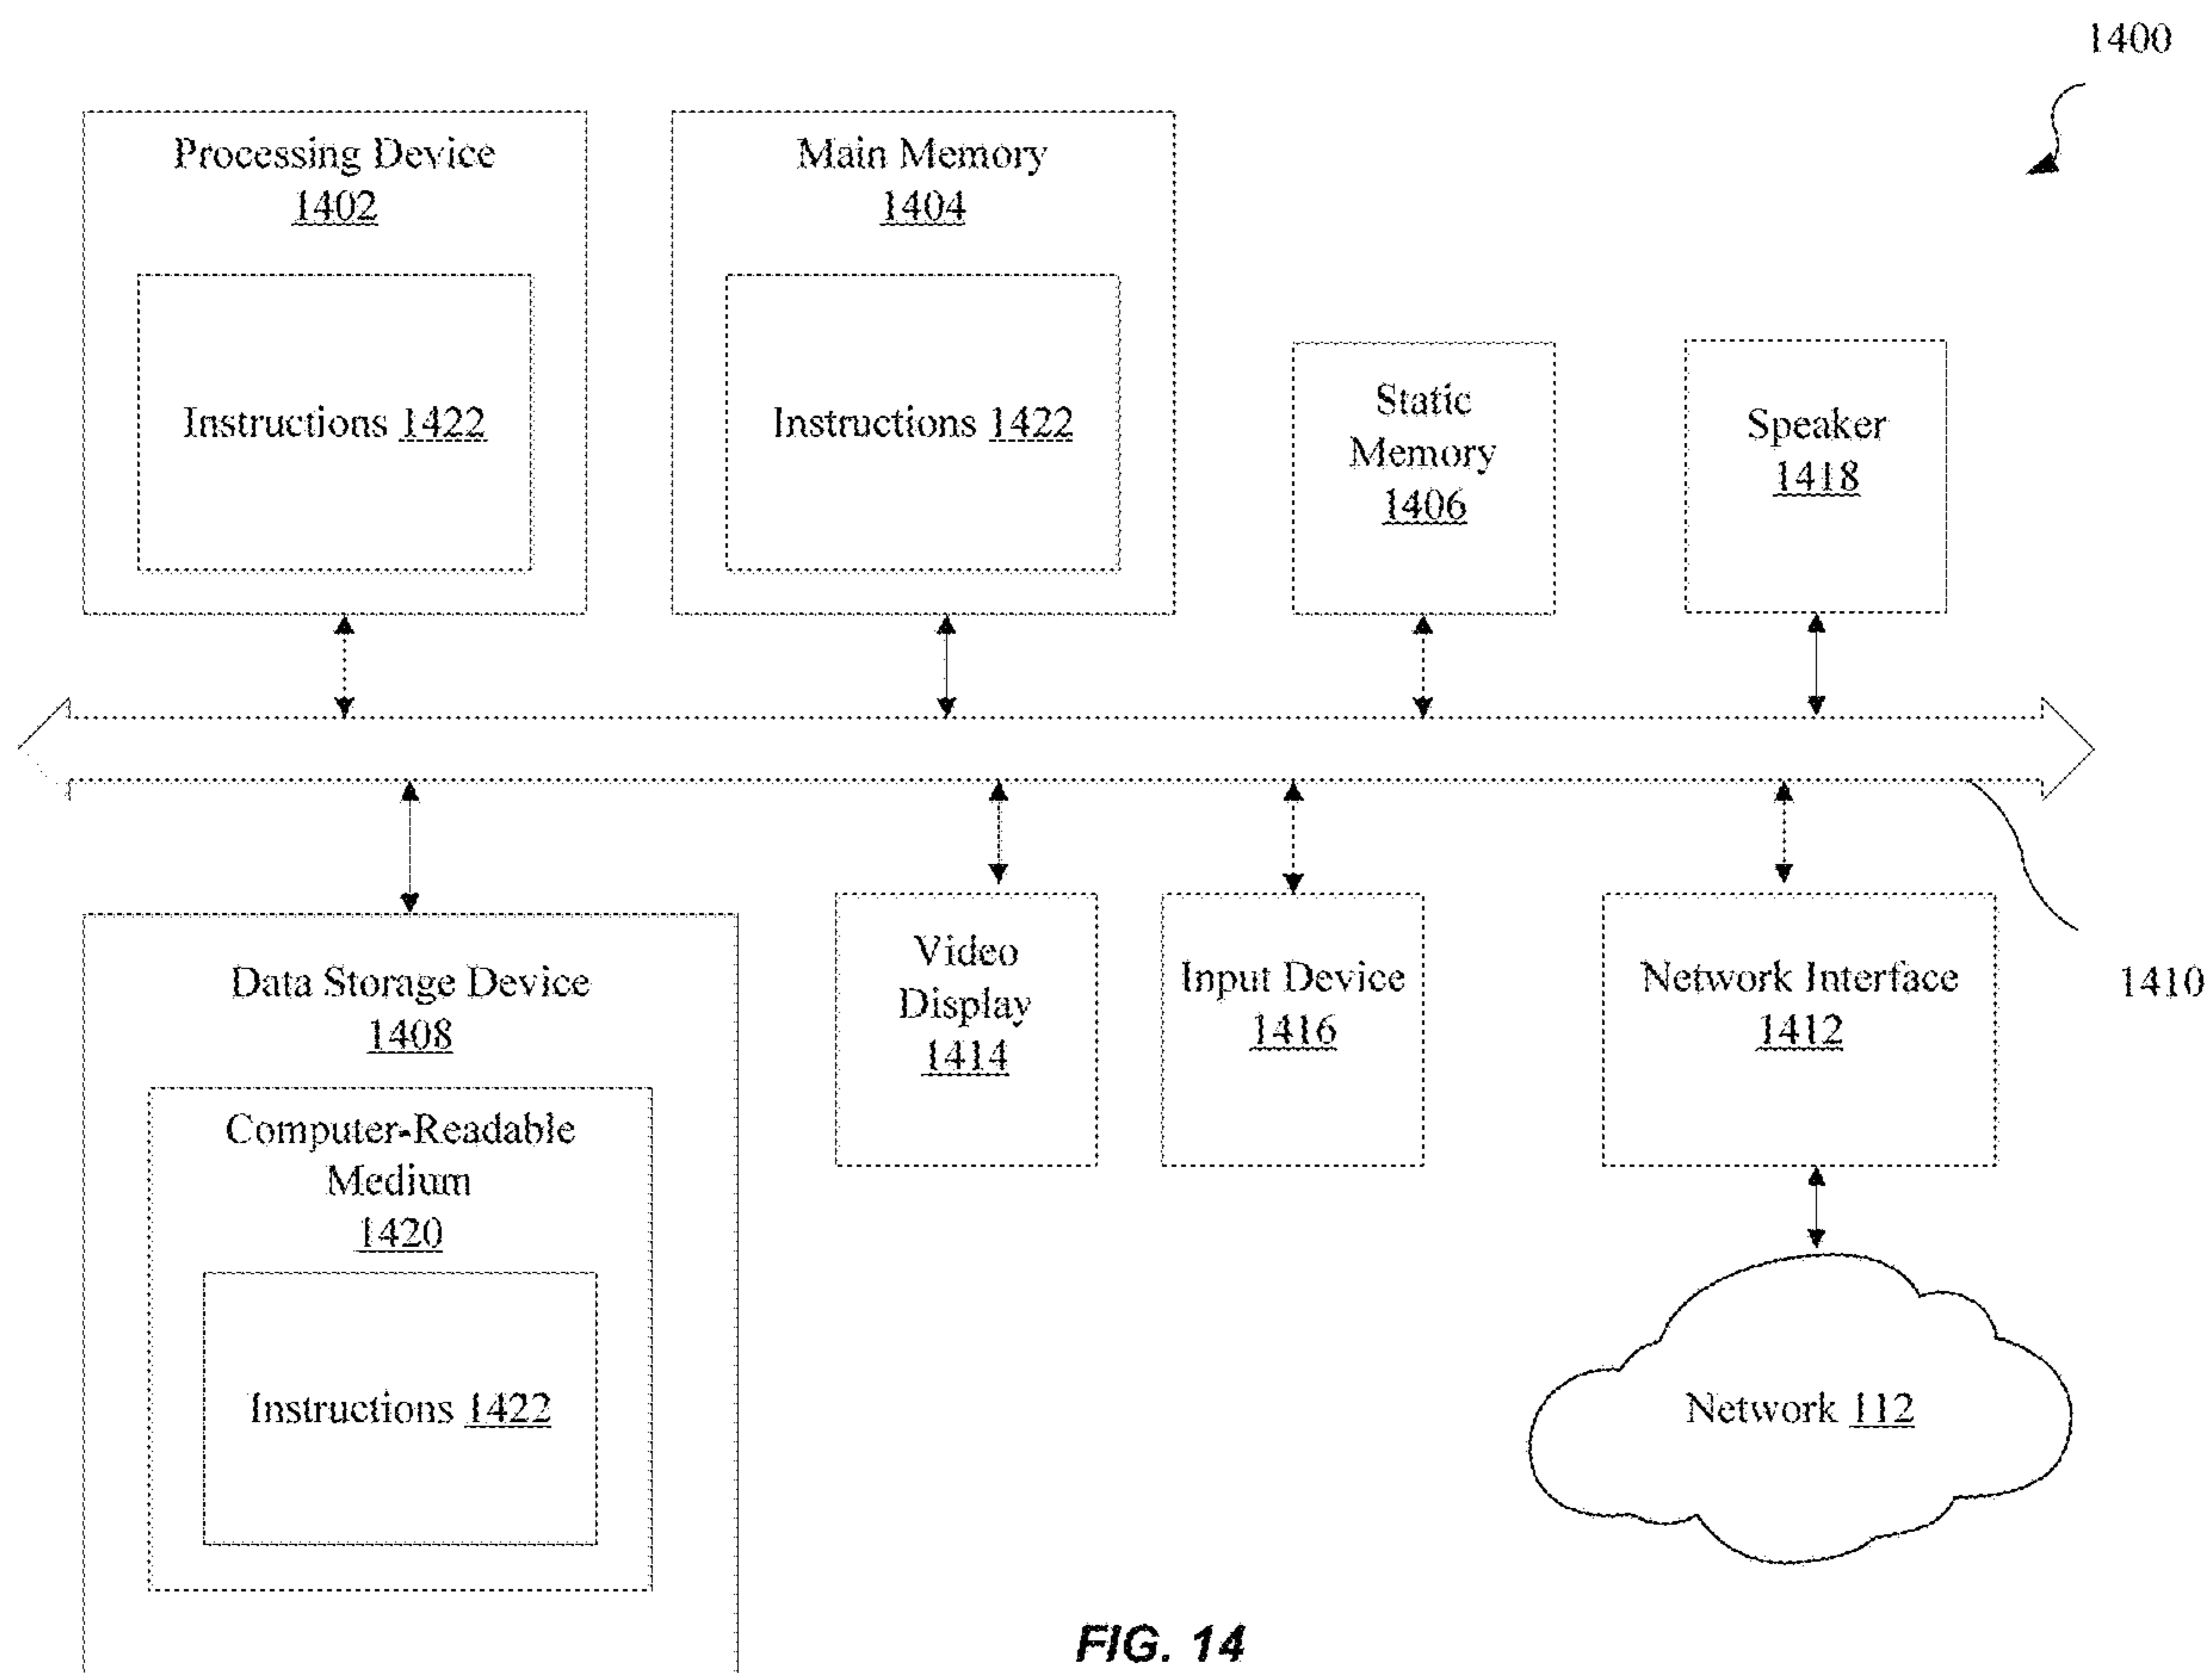 1400
Processing Device
1402
Instructions 1422
Main Memory
1404
Instructions 1422
Static
Memory
1406
Speaker
1418
1410
Data Storage Device
1408
Computer-Readable
Medium
1420
Instructions 1422
Video
Display
1414
Input Device
1416
Network Interface
1412
Network 112
FIG. 14